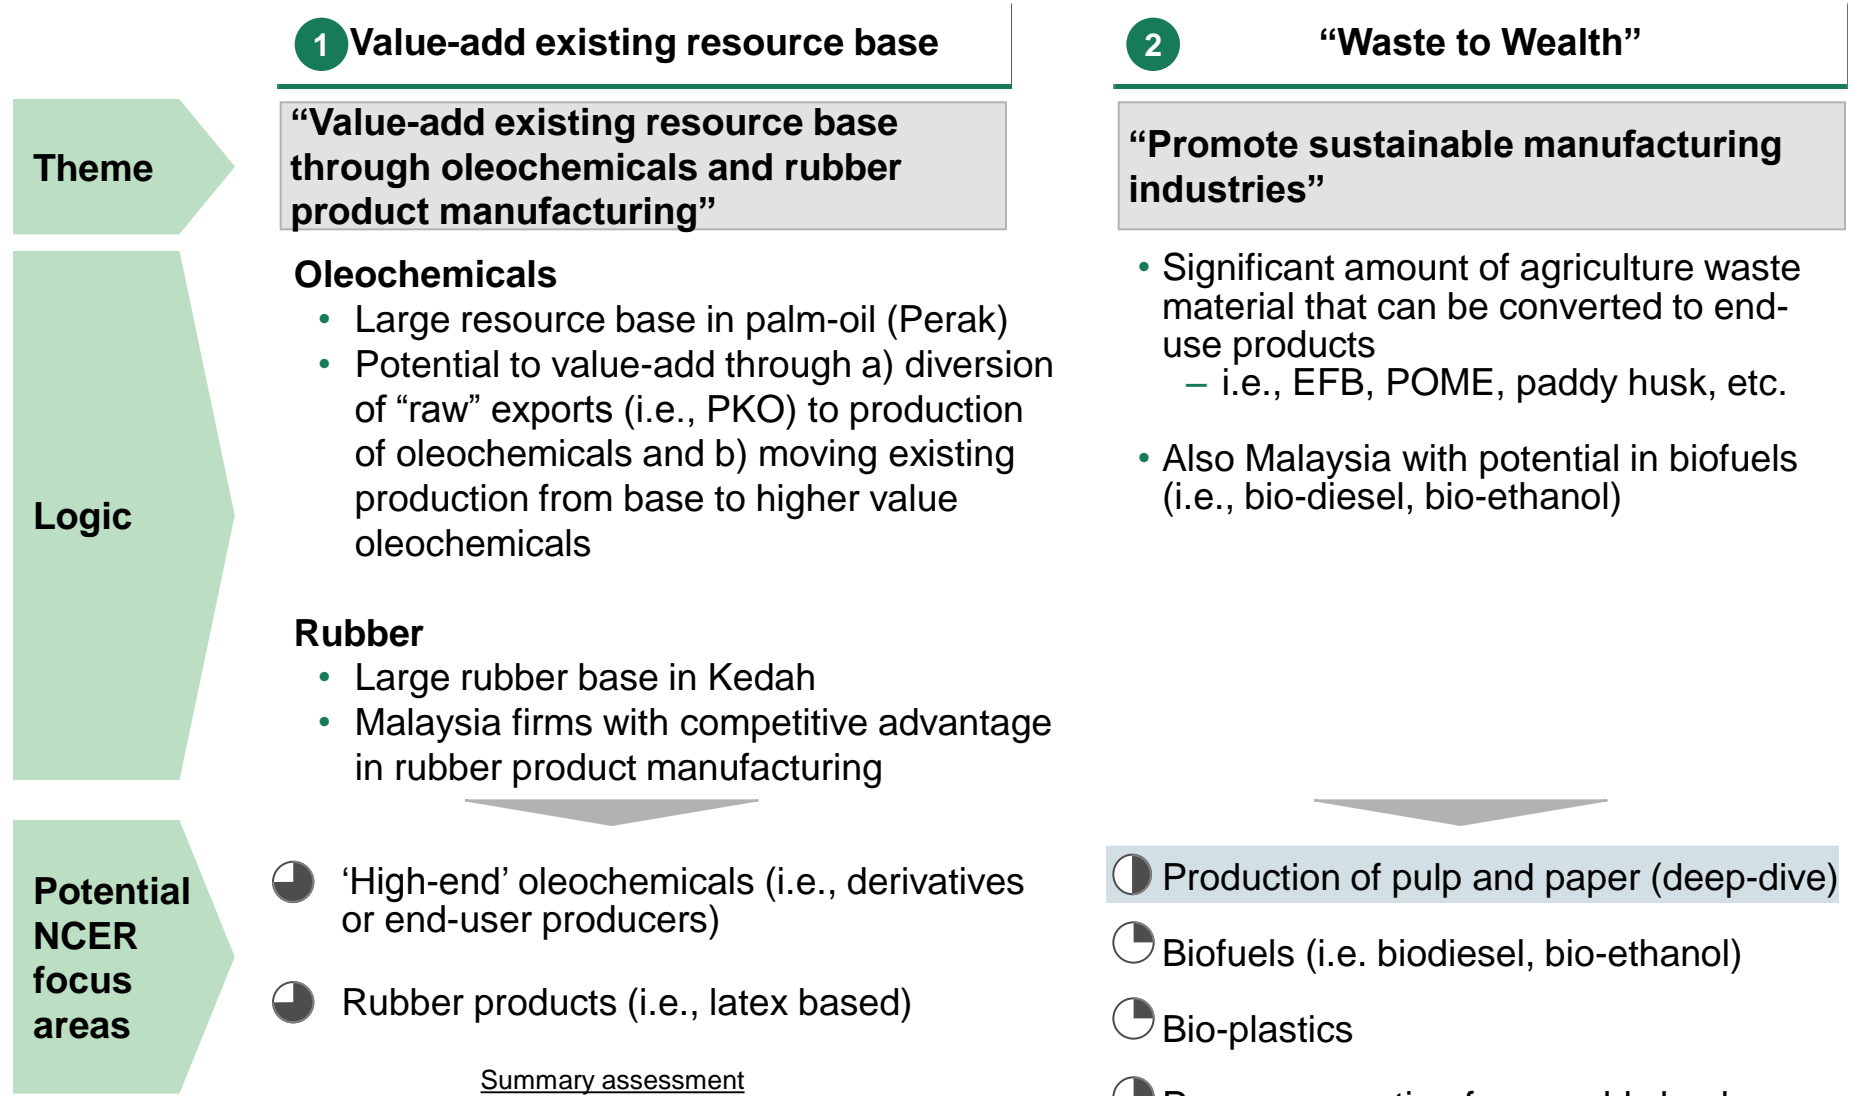 1 Value-add existing resource base
2 “Waste to Wealth”
Theme
“Value-add existing resource base
through oleochemicals and rubber
product manufacturing”
“Promote sustainable manufacturing
industries”
Logic
Oleochemicals
• Large resource base in palm-oil (Perak)
• Potential to value-add through a) diversion
of “raw” exports (i.e., PKO) to production
of oleochemicals and b) moving existing
production from base to higher value
oleochemicals
Rubber
• Large rubber base in Kedah
• Malaysia firms with competitive advantage
in rubber product manufacturing
• Significant amount of agriculture waste
material that can be converted to end-
use products
– i.e., EFB, POME, paddy husk, etc.
• Also Malaysia with potential in biofuels
(i.e., bio-diesel, bio-ethanol)
Potential
NCER
focus
areas
‘High-end’ oleochemicals (i.e., derivatives
or end-user producers)
Rubber products (i.e., latex based)
Summary assessment
Production of pulp and paper (deep-dive)
Biofuels (i.e. biodiesel, bio-ethanol)
Bio-plastics